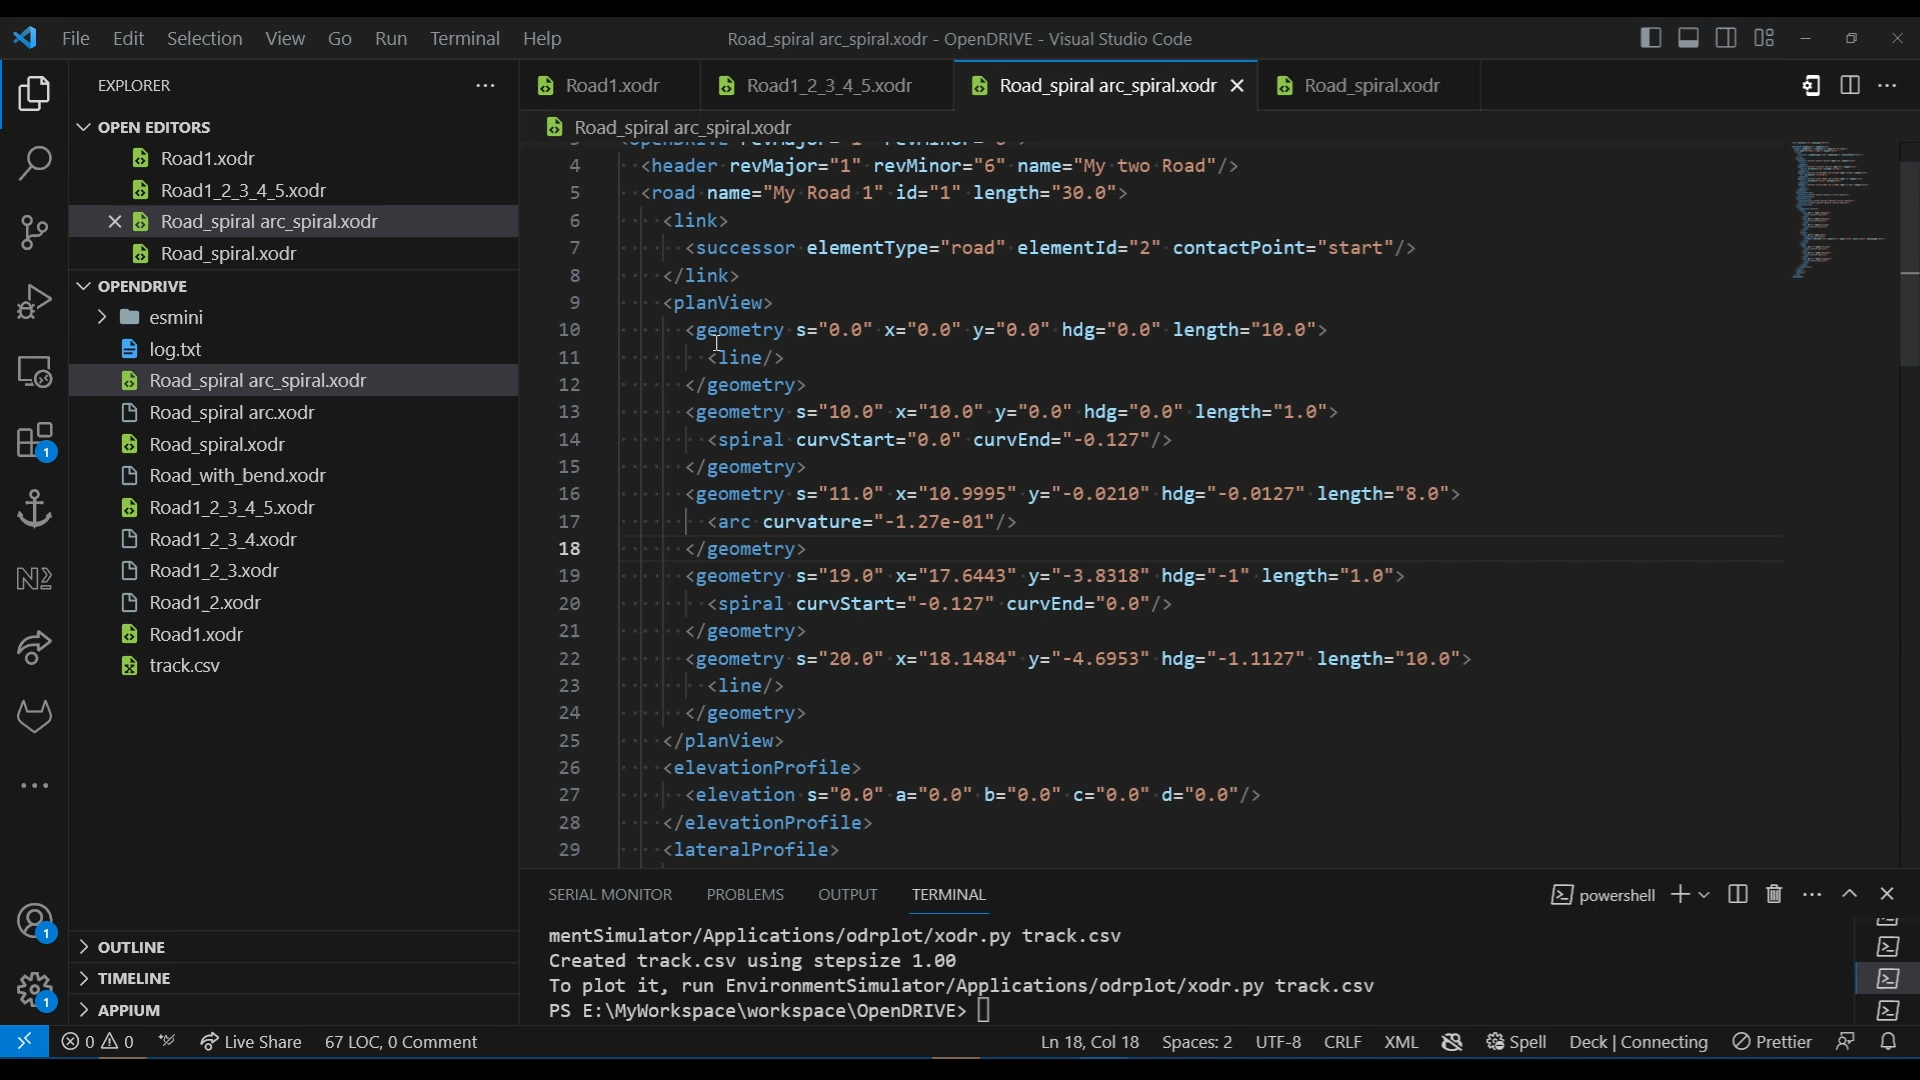 File Edit Selection View Go Run Terminal Help
Road_spiral arc_spiral.xodr - OpenDRIVE - Visual Studio Code
EXPLORER
OPEN EDITORS
Road1.xodr
Road1_2_3_4_5.xodr
Road_spiral arc_spiral.xodr
Road_spiral.xodr
OPENDRIVE
esmini
log.txt
Road_spiral arc_spiral.xodr
Road_spiral arc.xodr
Road_spiral.xodr
Road_with_bend.xodr
Road1_2_3_4_5.xodr
Road1_2_3_4.xodr
Road1_2_3.xodr
Road1_2.xodr
Road1.xodr
track.csv
OUTLINE
TIMELINE
APPIUM
1
1
1
Road1.xodr Road1_2_3_4_5.xodr Road_spiral arc_spiral.xodr Road_spiral.xodr
Road_spiral arc_spiral.xodr
4 <header revMajor="1" revMinor="6" name="My two Road"/>
5 <road name="My Road 1" id="1" length="30.0">
6 <link>
7 <successor elementType="road" elementId="2" contactPoint="start"/>
8 </link>
9 <planView>
10 <geometry s="0.0" x="0.0" y="0.0" hdg="0.0" length="10.0">
11 <line/>
12 </geometry>
13 <geometry s="10.0" x="10.0" y="0.0" hdg="0.0" length="1.0">
14 <spiral curvStart="0.0" curvEnd="-0.127"/>
15 </geometry>
16 <geometry s="11.0" x="10.9995" y="-0.0210" hdg="-0.0127" length="8.0">
17 <arc curvature="-1.27e-01"/>
18 </geometry>
19 <geometry s="19.0" x="17.6443" y="-3.8318" hdg="-1" length="1.0">
20 <spiral curvStart="-0.127" curvEnd="0.0"/>
21 </geometry>
22 <geometry s="20.0" x="18.1484" y="-4.6953" hdg="-1.1127" length="10.0">
23 <line/>
24 </geometry>
25 </planView>
26 <elevationProfile>
27 <elevation s="0.0" a="0.0" b="0.0" c="0.0" d="0.0"/>
28 </elevationProfile>
29 <lateralProfile>
SERIAL MONITOR PROBLEMS OUTPUT TERMINAL
powershell
mentSimulator/Applications/odrplot/xodr.py track.csv
Created track.csv using stepsize 1.00
To plot it, run EnvironmentSimulator/Applications/odrplot/xodr.py track.csv
PS E:\MyWorkspace\workspace\OpenDRIVE>
0 0 Live Share 67 LOC, 0 Comment Ln 18, Col 18 Spaces: 2 UTF-8 CRLF XML Spell Deck | Connecting Prettier